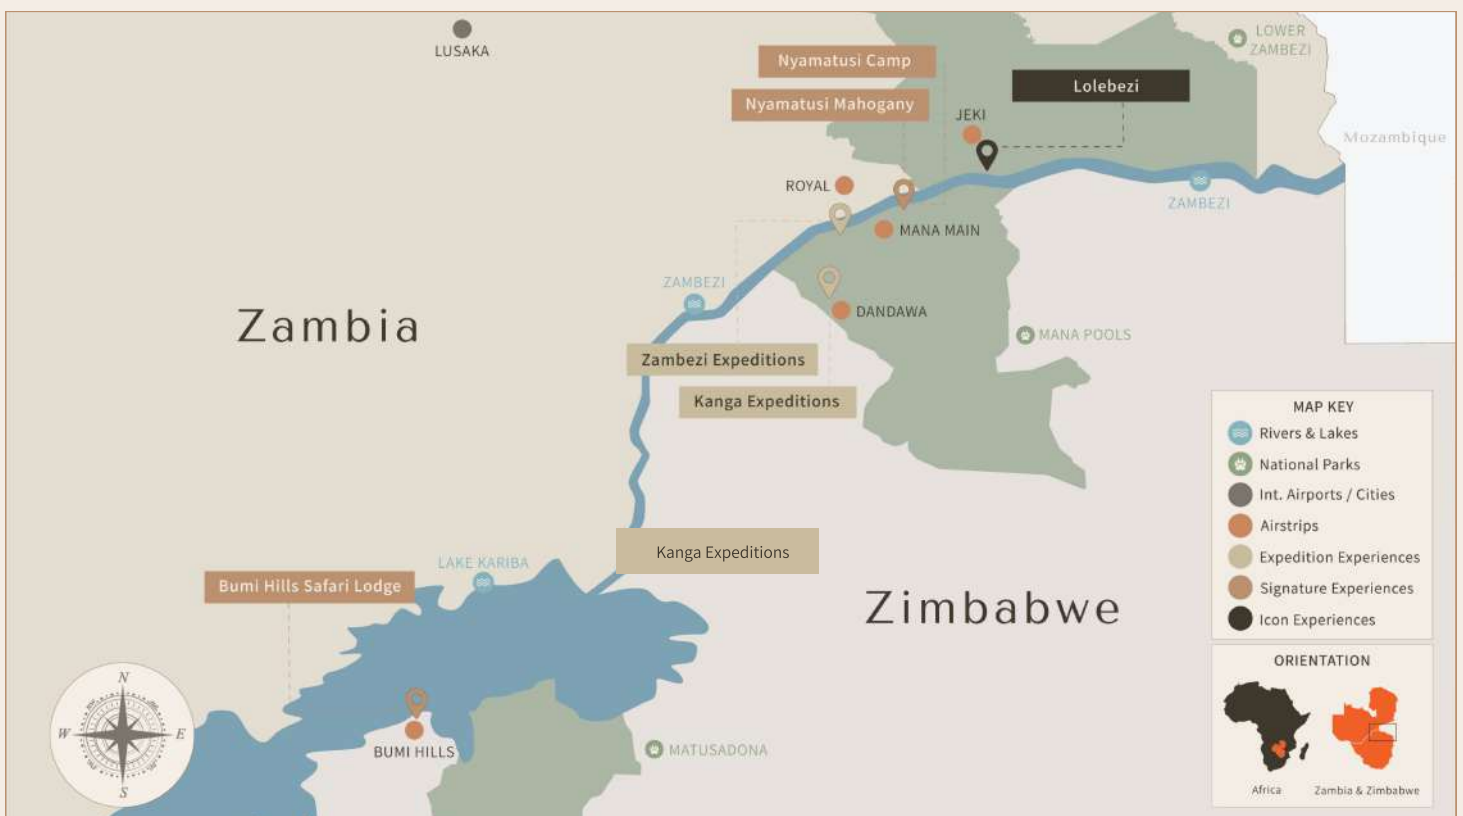 LUSAKA
LOWER
ZAMBEZI
Nyamatusi Camp
Lolebezi
Nyamatusi Mahogany
JEKI
Mozambique
ROYAL
ZAMBEZI
MANA MAIN
ZAMBEZI
DANDAWA
Zambia
MANA POOLS
Zambezi Expeditions
Kanga Expeditions
MAP KEY
Rivers & Lakes
National Parks
Int. Airports / Cities
Airstrips
Expedition Experiences
Signature Experiences
Icon Experiences
Kanga Expeditions
LAKE KARIBA
Bumi Hills Safari Lodge
Zimbabwe
ORIENTATION
Africa
Zambia & Zimbabwe
N
W
E
S
BUMI HILLS
MATUSADONA